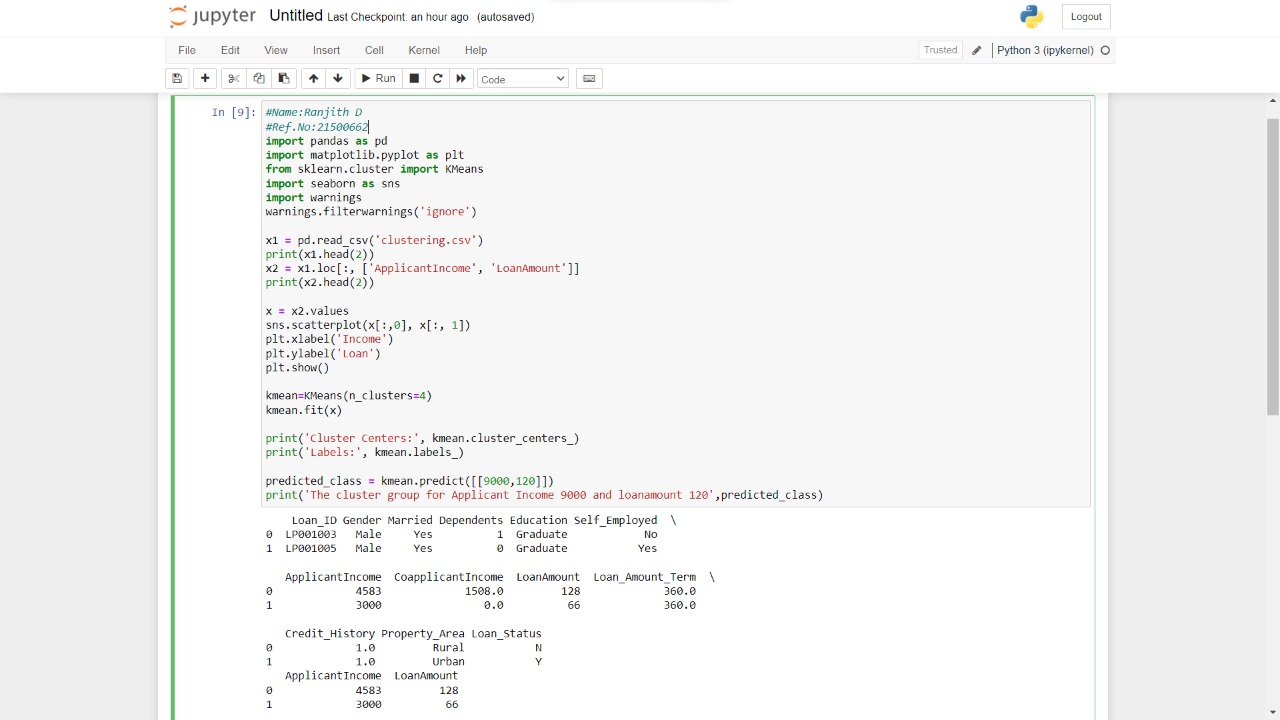 jupyter Untitled Last Checkpoint: an hour ago (autosaved)
Logout
File Edit View Insert Cell Kernel Help
Trusted Python 3 (ipykernel)
Run Code
In [9]: #Name:Ranjith D
#Ref.No:21500662
import pandas as pd
import matplotlib.pyplot as plt
from sklearn.cluster import KMeans
import seaborn as sns
import warnings
warnings.filterwarnings('ignore')
x1 = pd.read_csv('clustering.csv')
print(x1.head(2))
x2 = x1.loc[:, ['ApplicantIncome', 'LoanAmount']]
print(x2.head(2))
x = x2.values
sns.scatterplot(x[:,0], x[:, 1])
plt.xlabel('Income')
plt.ylabel('Loan')
plt.show()
kmean=KMeans(n_clusters=4)
kmean.fit(x)
print('Cluster Centers:', kmean.cluster_centers_)
print('Labels:', kmean.labels_)
predicted_class = kmean.predict([[9000,120]])
print('The cluster group for Applicant Income 9000 and loanamount 120',predicted_class)
Loan_ID Gender Married Dependents Education Self_Employed \
0 LP001003 Male Yes 1 Graduate No
1 LP001005 Male Yes 0 Graduate Yes
ApplicantIncome CoapplicantIncome LoanAmount Loan_Amount_Term \
0 4583 1508.0 128 360.0
1 3000 0.0 66 360.0
Credit_History Property_Area Loan_Status
0 1.0 Rural N
1 1.0 Urban Y
ApplicantIncome LoanAmount
0 4583 128
1 3000 66